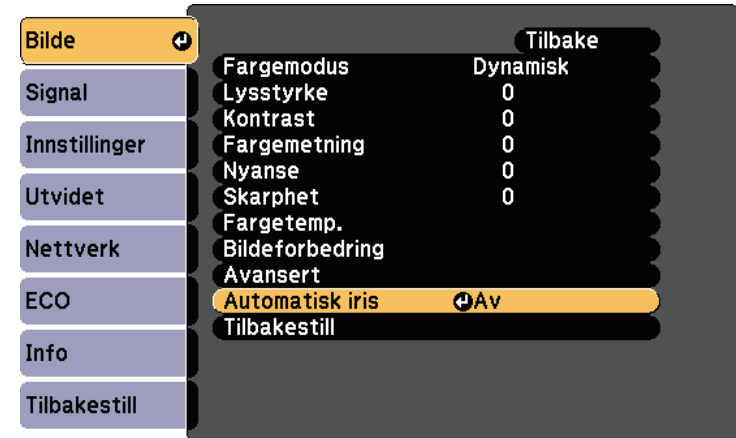 Bilde
Signal
Innstillinger
Utvidet
Nettverk
ECO
Info
Tilbakestill
Tilbake
Fargemodus Dynamisk
Lysstyrke 0
Kontrast 0
Fargemetning 0
Nyanse 0
Skarphet 0
Fargetemp.
Bildeforbedring
Avansert
Automatisk iris Av
Tilbakestill